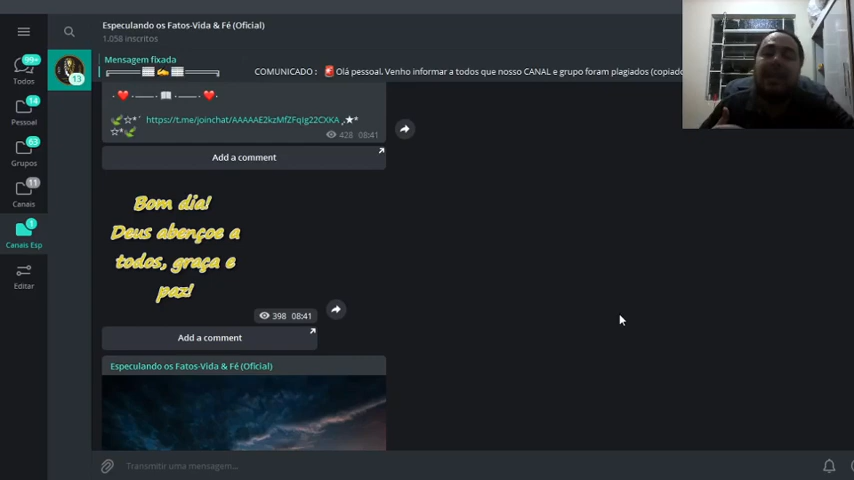 Especulando os Fatos-Vida & Fé (Oficial)
1.058 inscritos
Mensagem fixada
COMUNICADO : 🚨 Olá pessoal. Venho informar a todos que nosso CANAL e grupo foram plagiados (copiado
99+
Todos
14
Pessoal
63
Grupos
11
Canais
1
Canais Esp
Editar
13
https://t.me/joinchat/AAAAAE2kzMfZFqIg22CXKA
428 08:41
Add a comment
Bom dia!
Deus abençoe a
todos, graça e
paz!
398 08:41
Add a comment
Especulando os Fatos-Vida & Fé (Oficial)
Transmitir uma mensagem...